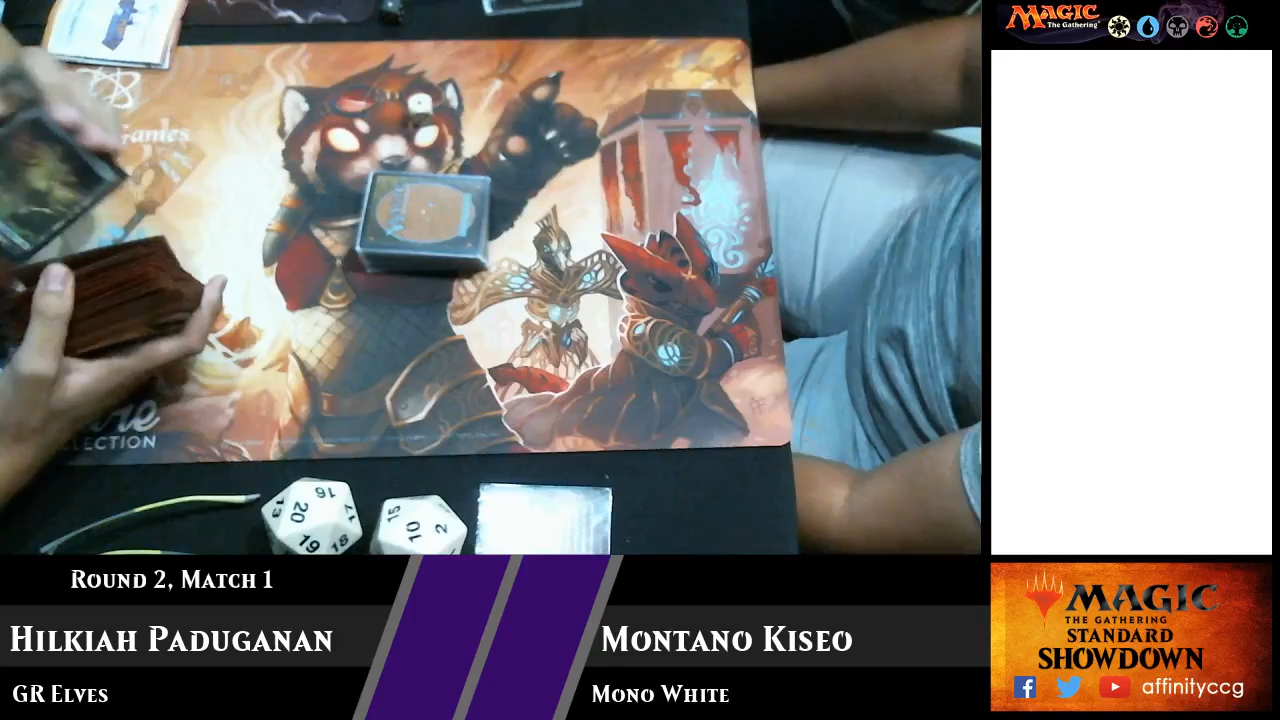 MAGIC
The Gathering
Games
COLLECTION
13
16
20
17
19
18
15
10
2
Round 2, Match 1
Hilkiah Paduganan
Montano Kiseo
GR Elves
Mono White
MAGIC
THE GATHERING
STANDARD
SHOWDOWN
affinityccg